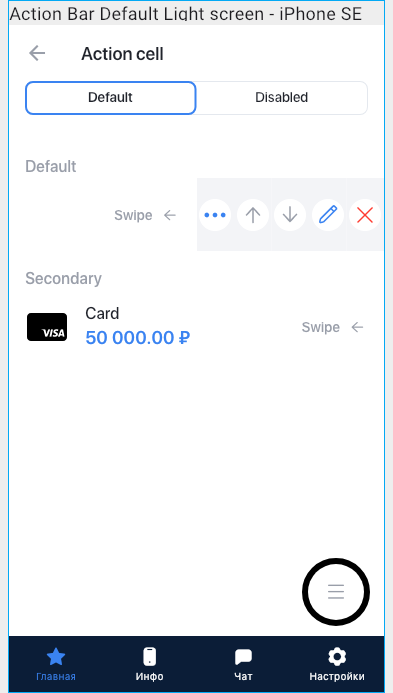 Action Bar Default Light screen - iPhone SE
Action cell
Default
Disabled
Default
Swipe
Secondary
Card
VISA
50 000.00 ₽
Swipe
Главная
Инфо
Чат
Настройки